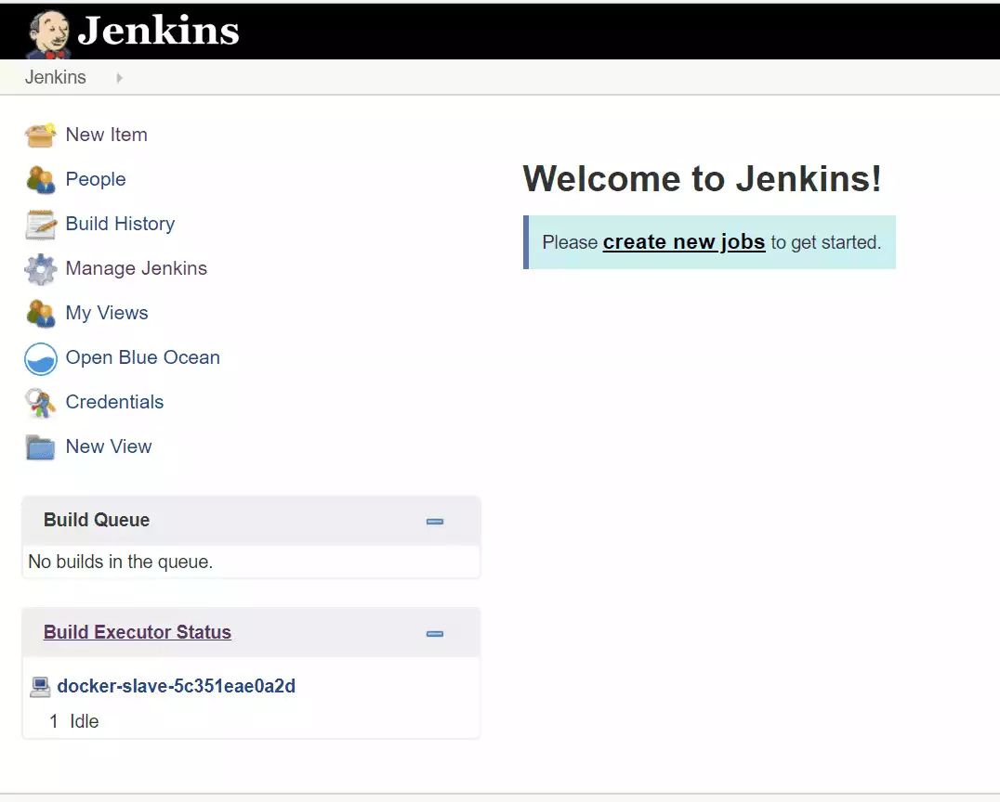 Jenkins
Jenkins
New Item
People
Build History
Manage Jenkins
My Views
Open Blue Ocean
Credentials
New View
Welcome to Jenkins!
Please create new jobs to get started.
Build Queue
No builds in the queue.
Build Executor Status
docker-slave-5c351eae0a2d
1 Idle